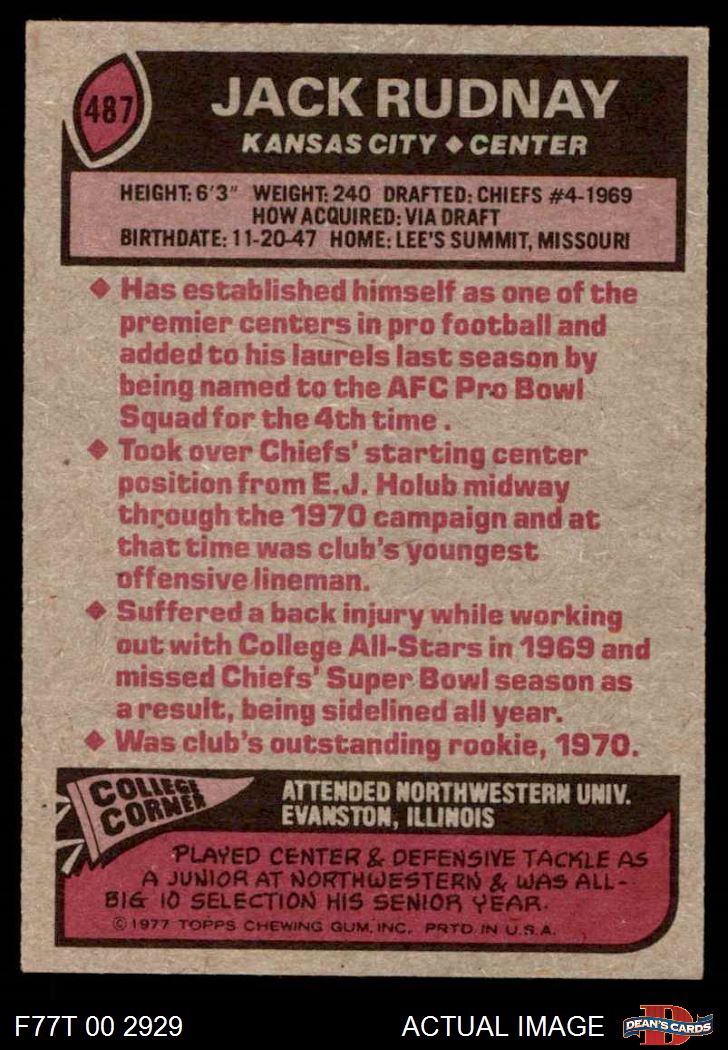 487
JACK RUDNAY
KANSAS CITY ◆ CENTER
HEIGHT: 6'3" WEIGHT: 240 DRAFTED: CHIEFS #4-1969
HOW ACQUIRED: VIA DRAFT
BIRTHDATE: 11-20-47 HOME: LEE'S SUMMIT, MISSOURI
◆ Has established himself as one of the
premier centers in pro football and
added to his laurels last season by
being named to the AFC Pro Bowl
Squad for the 4th time.
◆ Took over Chiefs' starting center
position from E.J. Holub midway
through the 1970 campaign and at
that time was club's youngest
offensive lineman.
◆ Suffered a back injury while working
out with College All-Stars in 1969 and
missed Chiefs' Super Bowl season as
a result, being sidelined all year.
◆ Was club's outstanding rookie, 1970.
COLLEGE
CORNER
ATTENDED NORTHWESTERN UNIV.
EVANSTON, ILLINOIS
PLAYED CENTER & DEFENSIVE TACKLE AS
A JUNIOR AT NORTHWESTERN & WAS ALL-
BIG 10 SELECTION HIS SENIOR YEAR.
© 1977 TOPPS CHEWING GUM, INC. PRTD. IN U.S.A.
F77T 00 2929
ACTUAL IMAGE
D
DEAN'S CARDS